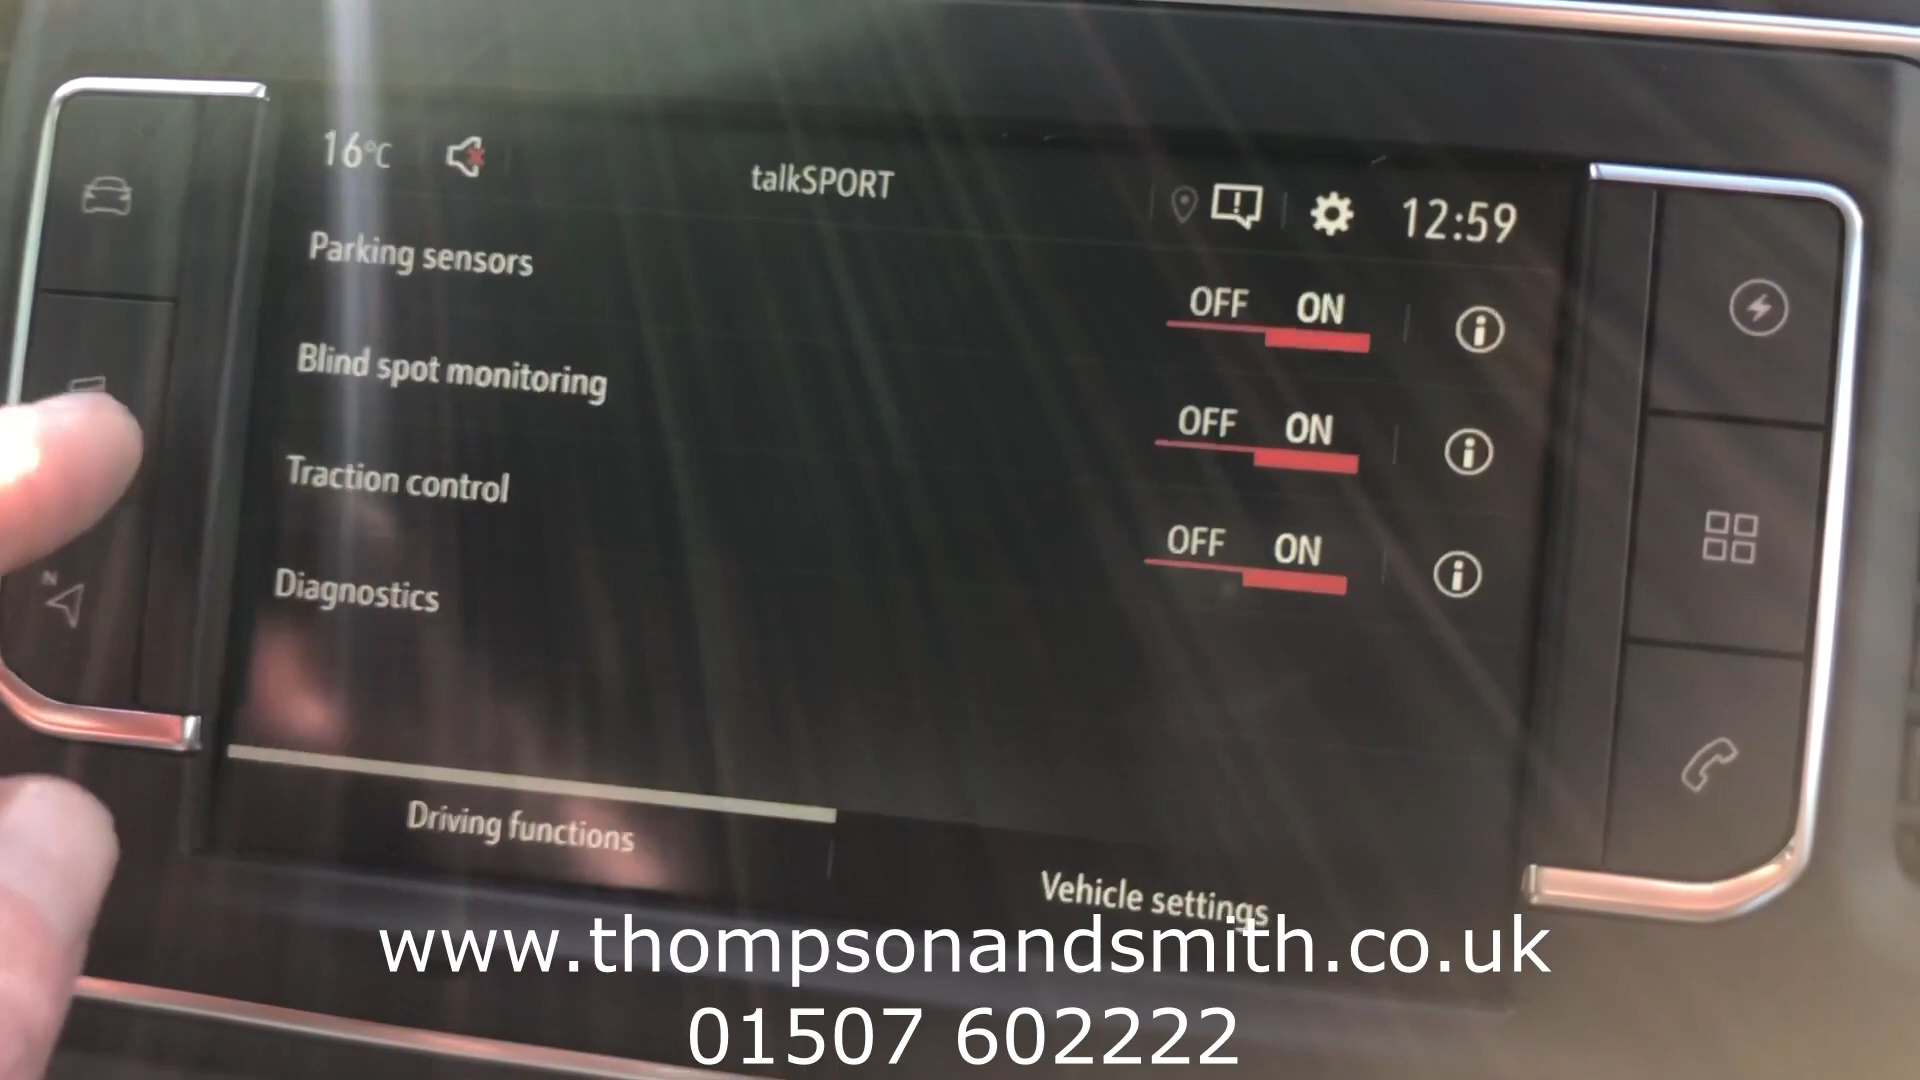 16°C talkSPORT 12:59
Parking sensors OFF ON
Blind spot monitoring OFF ON
Traction control OFF ON
Diagnostics
N
Driving functions Vehicle settings
www.thompsonandsmith.co.uk
01507 602222